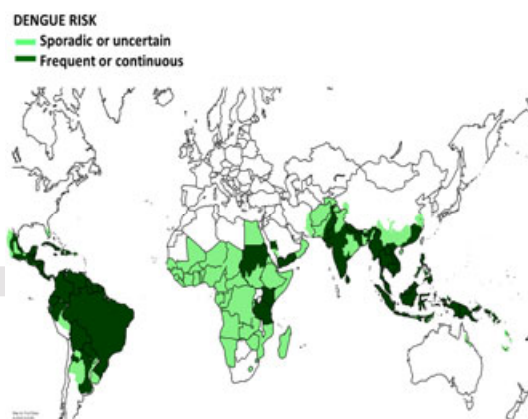 DENGUE RISK
Sporadic or uncertain
Frequent or continuous